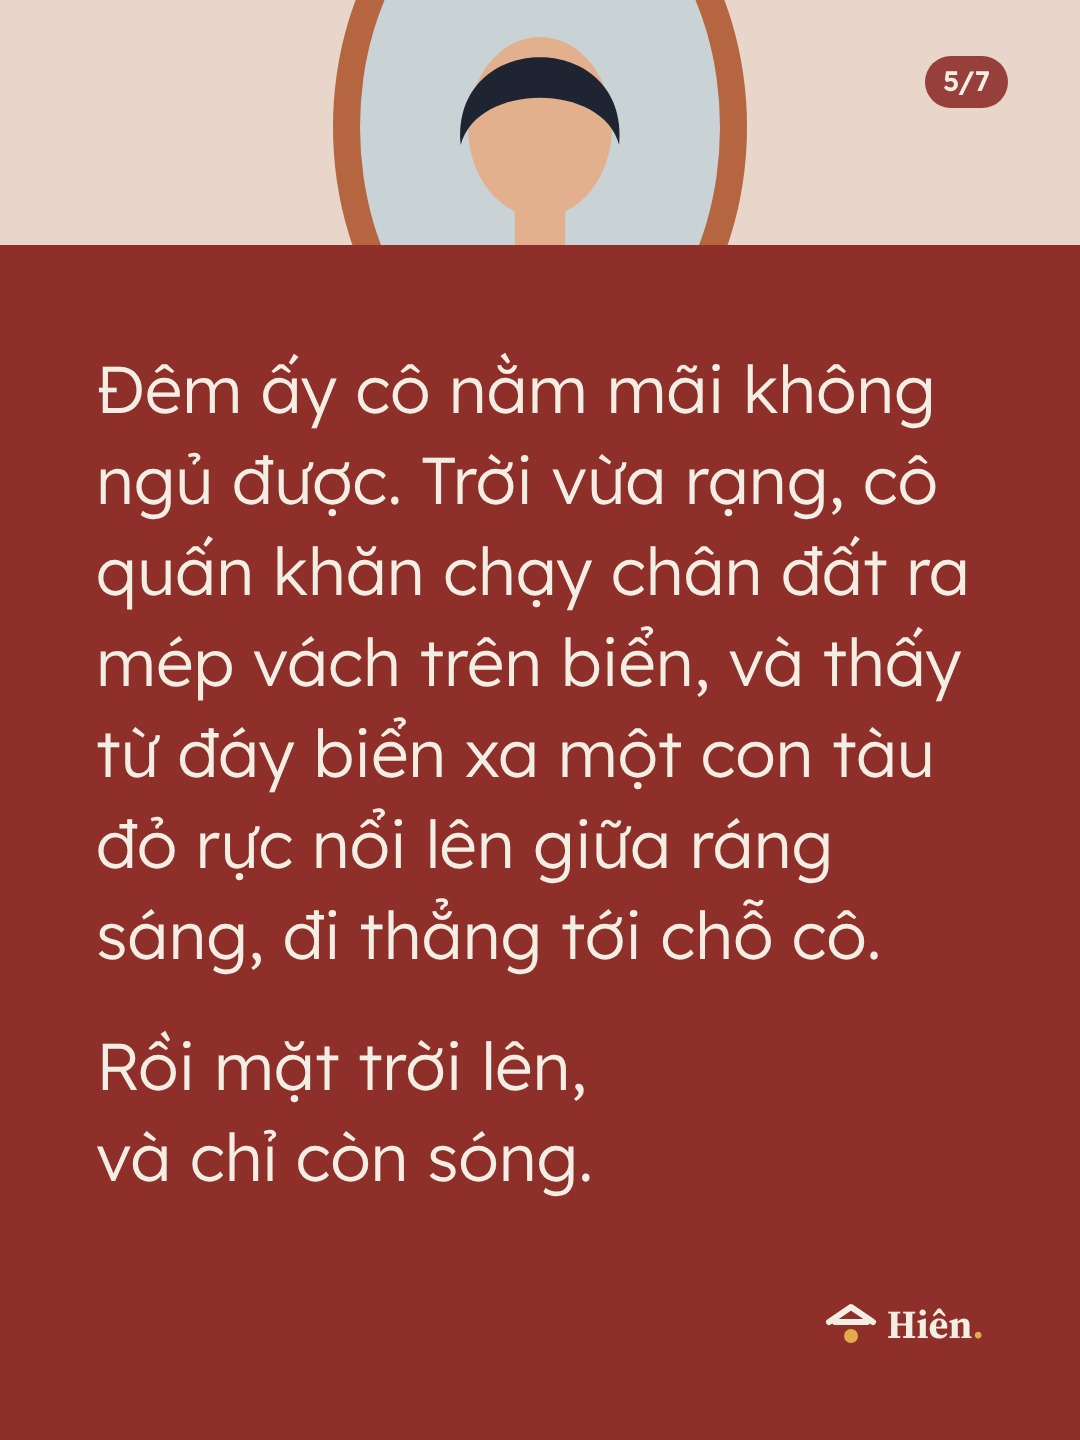 5/7
Đêm ấy cô nằm mãi không
ngủ được. Trời vừa rạng, cô
quấn khăn chạy chân đất ra
mép vách trên biển, và thấy
từ đáy biển xa một con tàu
đỏ rực nổi lên giữa ráng
sáng, đi thẳng tới chỗ cô.
Rồi mặt trời lên,
và chỉ còn sóng.
Hiên.